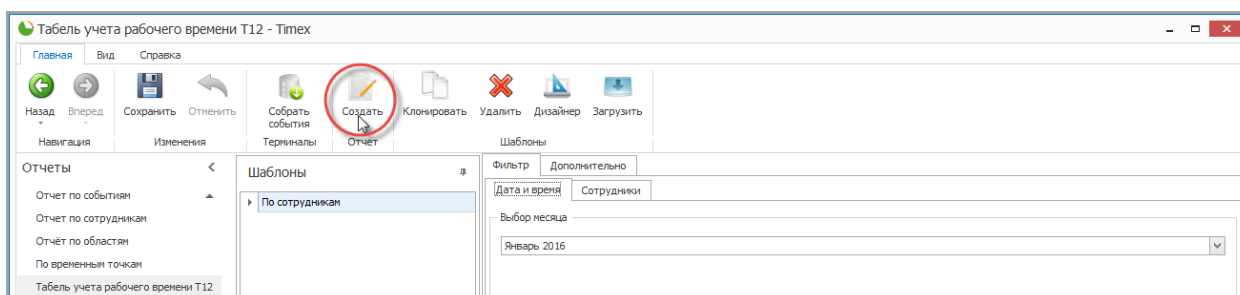 Табель учета рабочего времени Т12 - Timex
Главная Вид Справка
Назад Вперед Сохранить Отменить Собрать события Создать Клонировать Удалить Дизайнер Загрузить
Навигация Изменения Терминалы Отчет Шаблоны
Отчеты
Отчет по событиям
Отчет по сотрудникам
Отчёт по областям
По временным точкам
Табель учета рабочего времени Т12
Шаблоны
По сотрудникам
Фильтр Дополнительно
Дата и время Сотрудники
Выбор месяца
Январь 2016